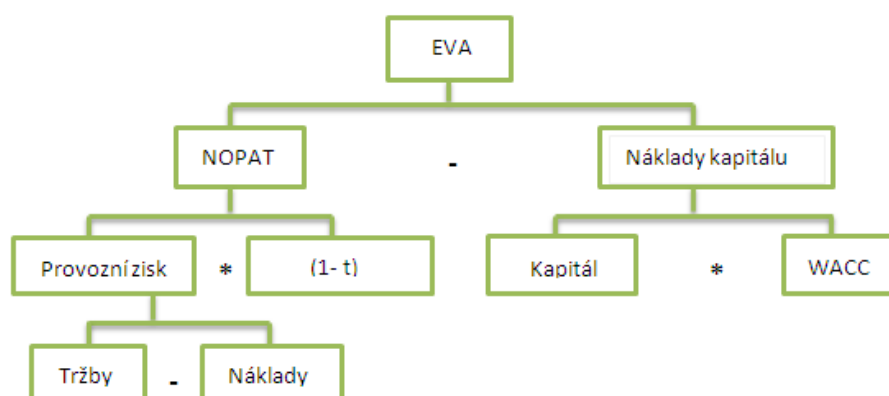 EVA
NOPAT - Náklady kapitálu
Provozní zisk * (1- t) Kapitál * WACC
Tržby - Náklady